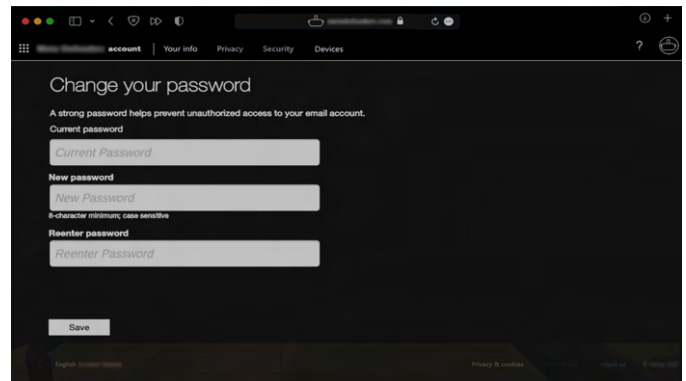 account | Your info Privacy Security Devices ?
Change your password
A strong password helps prevent unauthorized access to your email account.
Current password
Current Password
New password
New Password
8-character minimum; case sensitive
Reenter password
Reenter Password
Save
English Privacy & cookies